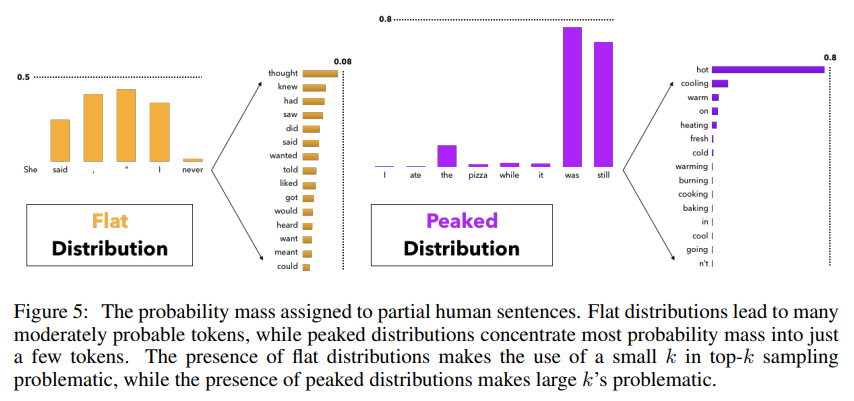 0.5
She said , " I never
0.08
thought
knew
had
saw
did
said
wanted
told
liked
got
would
heard
want
meant
could
Flat
Distribution
0.8
I ate the pizza while it was still
0.8
hot
cooling
warm
on
heating
fresh
cold
warming
burning
cooking
baking
in
cool
going
n't
Peaked
Distribution
Figure 5: The probability mass assigned to partial human sentences. Flat distributions lead to many
moderately probable tokens, while peaked distributions concentrate most probability mass into just
a few tokens. The presence of flat distributions makes the use of a small k in top-k sampling
problematic, while the presence of peaked distributions makes large k's problematic.